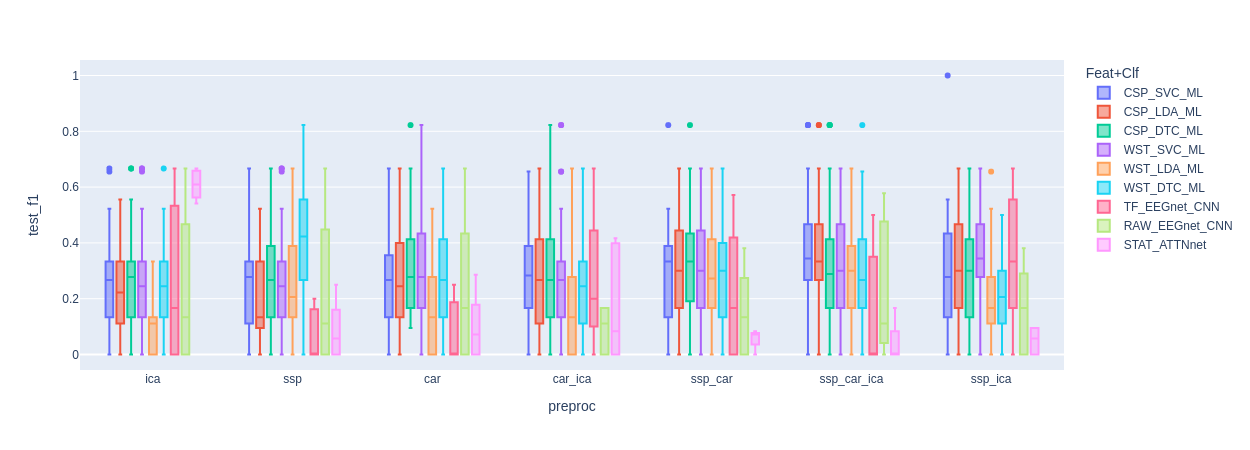 Feat+Clf
CSP_SVC_ML
CSP_LDA_ML
CSP_DTC_ML
WST_SVC_ML
WST_LDA_ML
WST_DTC_ML
TF_EEGnet_CNN
RAW_EEGnet_CNN
STAT_ATTNnet
1
0.8
0.6
0.4
0.2
0
test_f1
ica ssp car car_ica ssp_car ssp_car_ica ssp_ica
preproc